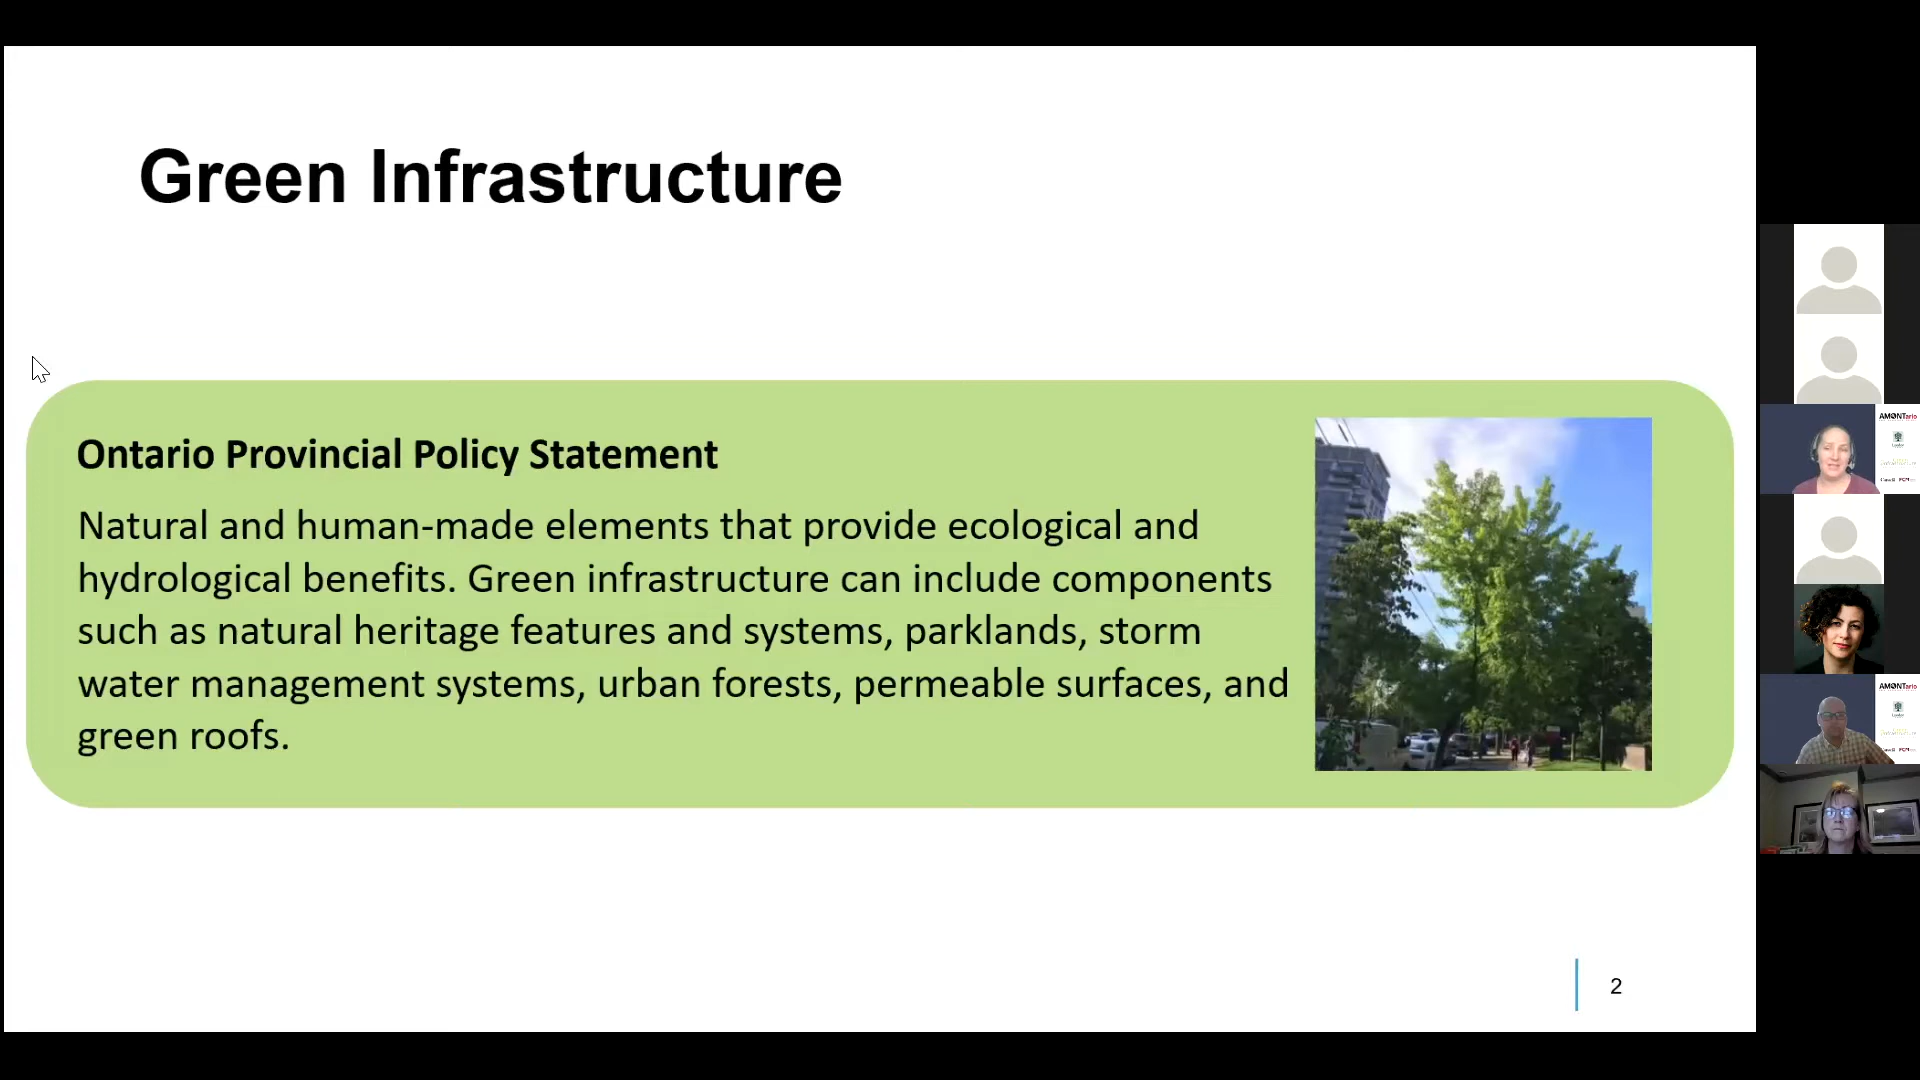 Green Infrastructure
Ontario Provincial Policy Statement
Natural and human-made elements that provide ecological and
hydrological benefits. Green infrastructure can include components
such as natural heritage features and systems, parklands, storm
water management systems, urban forests, permeable surfaces, and
green roofs.
2
AMONTario
AMONTario